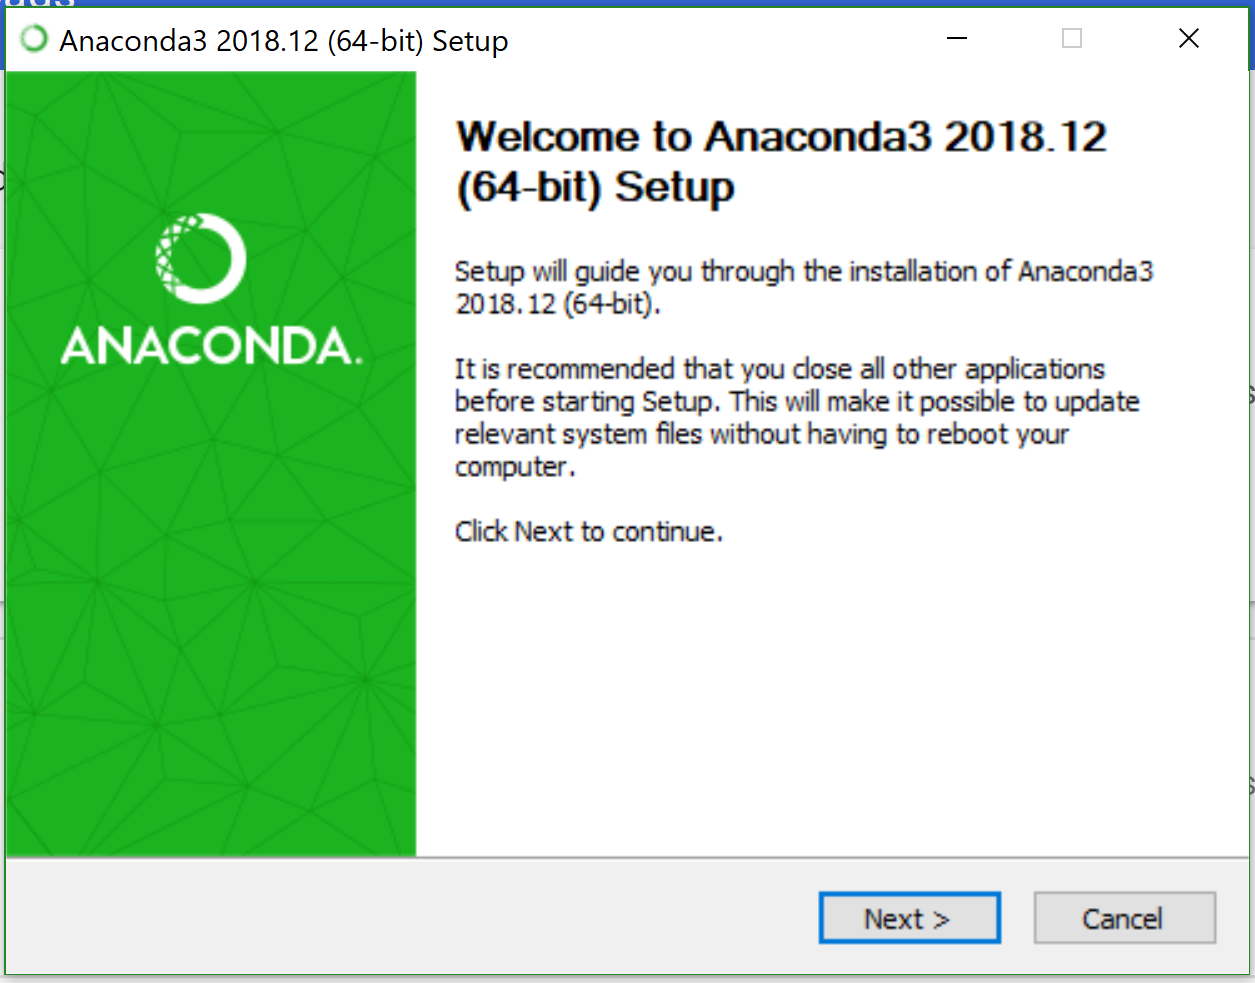 Anaconda3 2018.12 (64-bit) Setup
ANACONDA.
Welcome to Anaconda3 2018.12
(64-bit) Setup
Setup will guide you through the installation of Anaconda3
2018.12 (64-bit).
It is recommended that you close all other applications
before starting Setup. This will make it possible to update
relevant system files without having to reboot your
computer.
Click Next to continue.
Next >
Cancel